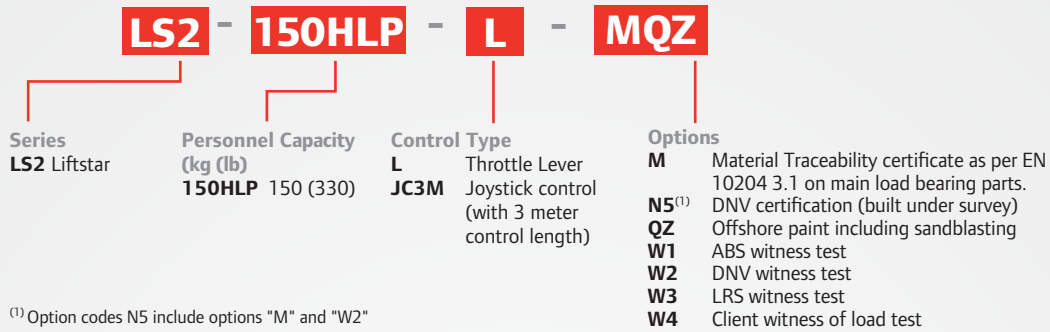 LS2 - 150HLP - L - MQZ
Series
LS2 Liftstar
Personnel Capacity
(kg (lb)
150HLP 150 (330)
Control Type
L Throttle Lever
JC3M Joystick control
(with 3 meter
control length)
Options
M Material Traceability certificate as per EN
10204 3.1 on main load bearing parts.
N5(1) DNV certification (built under survey)
QZ Offshore paint including sandblasting
W1 ABS witness test
W2 DNV witness test
W3 LRS witness test
W4 Client witness of load test
(1) Option codes N5 include options "M" and "W2"